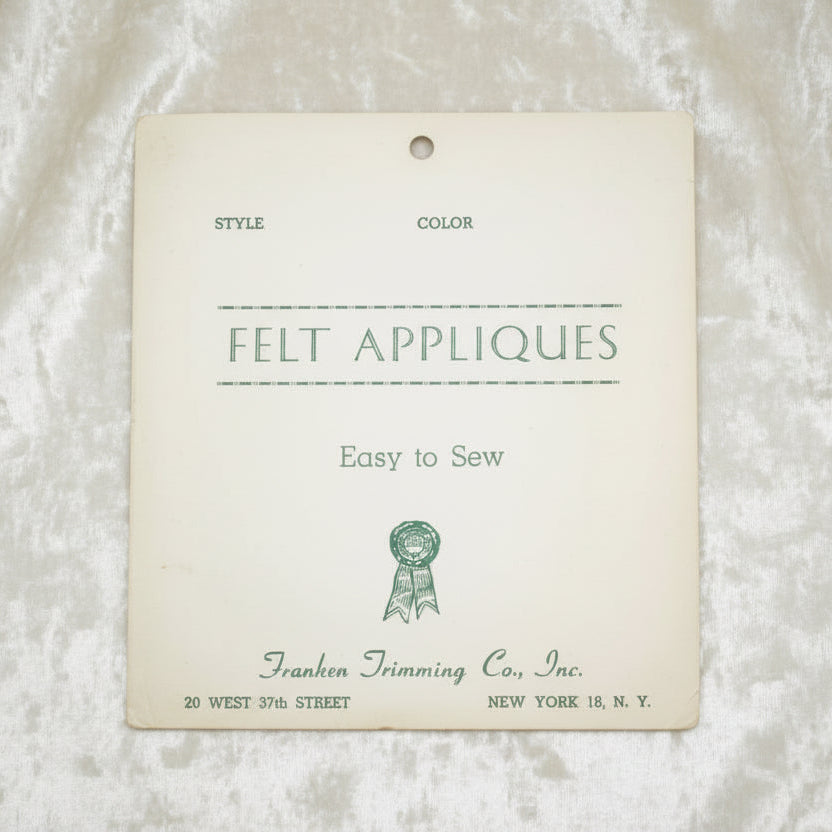 STYLE COLOR
FELT APPLIQUES
Easy to Sew
Franken Trimming Co., Inc.
20 WEST 37th STREET NEW YORK 18, N. Y.